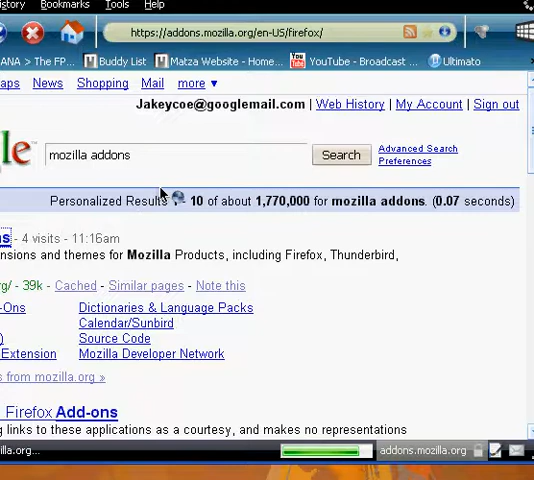 istory Bookmarks Tools Help
https://addons.mozilla.org/en-US/firefox/
ANA > The FP... Buddy List Matza Website - Home... YouTube - Broadcast ... Ultimato
aps News Shopping Mail more ▼
Jakeycoe@googlemail.com | Web History | My Account | Sign out
le™ mozilla addons Search Advanced Search
Preferences
Personalized Results 10 of about 1,770,000 for mozilla addons. (0.07 seconds)
ns - 4 visits - 11:16am
ensions and themes for Mozilla Products, including Firefox, Thunderbird,
rg/ - 39k - Cached - Similar pages - Note this
-Ons Dictionaries & Language Packs
Calendar/Sunbird
) Source Code
Extension Mozilla Developer Network
s from mozilla.org »
Firefox Add-ons
g links to these applications as a courtesy, and makes no representations
lla.org... addons.mozilla.org